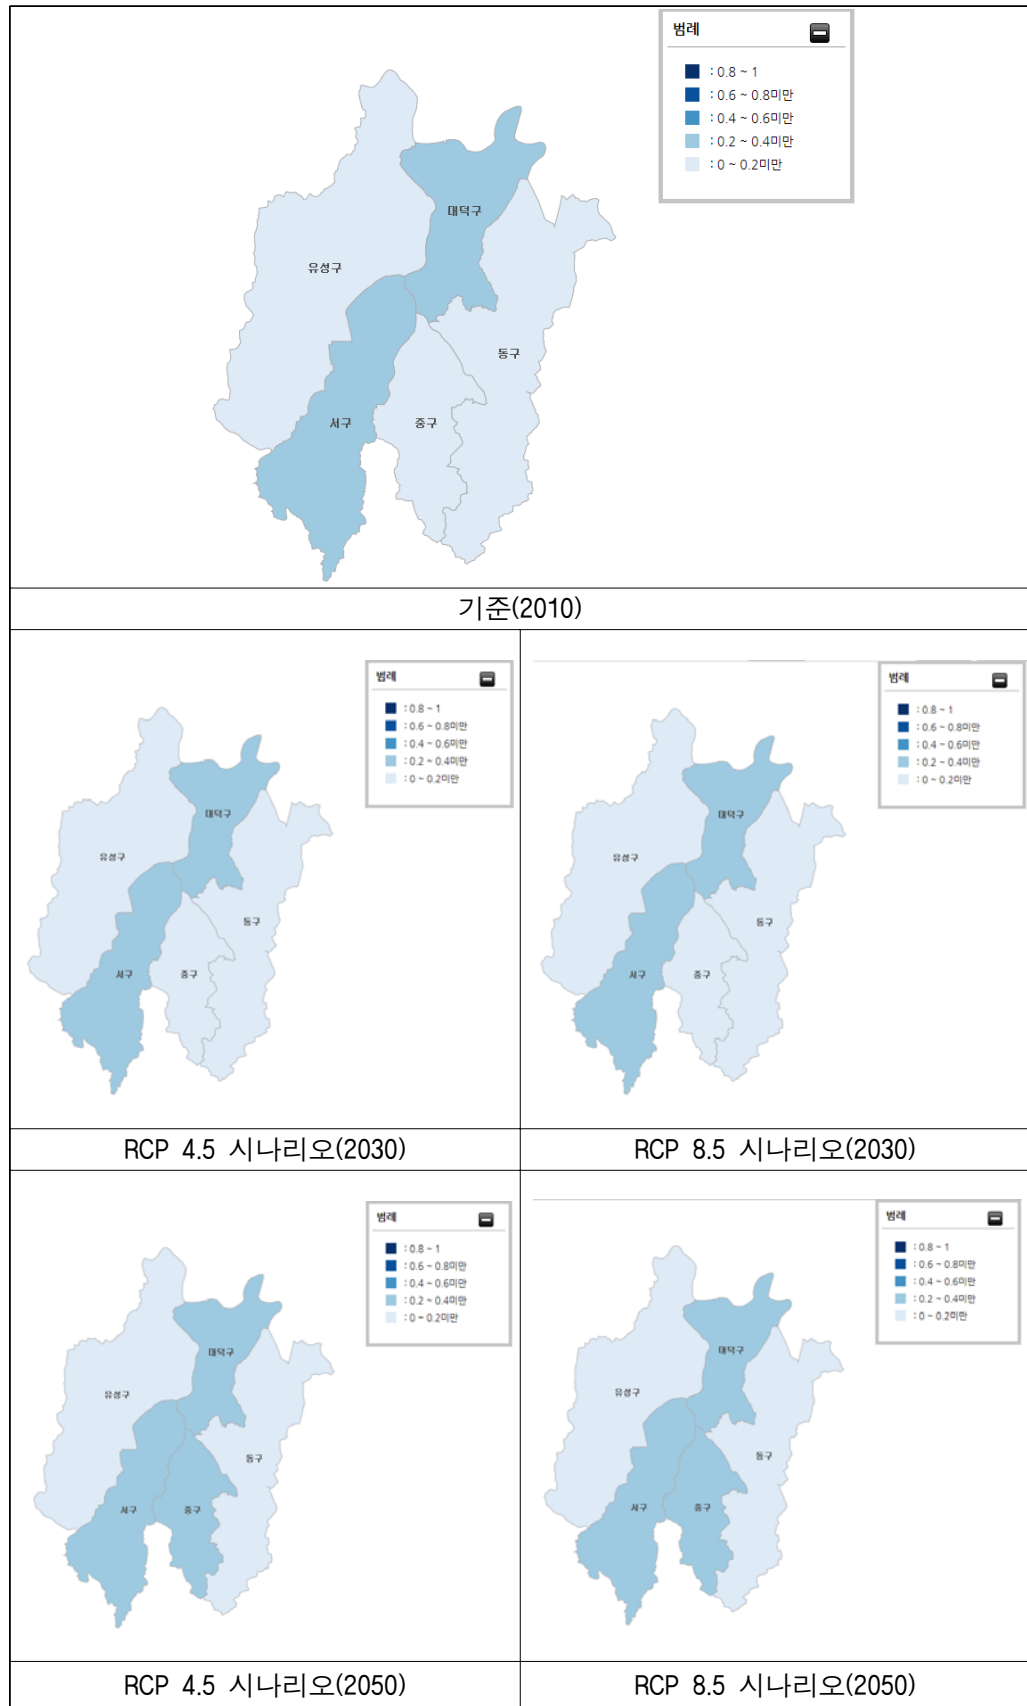 범례
: 0.8 ~ 1
: 0.6 ~ 0.8미만
: 0.4 ~ 0.6미만
: 0.2 ~ 0.4미만
: 0 ~ 0.2미만
대덕구
유성구
동구
서구
중구
기준(2010)
범례
: 0.8 ~ 1
: 0.6 ~ 0.8미만
: 0.4 ~ 0.6미만
: 0.2 ~ 0.4미만
: 0 ~ 0.2미만
대덕구
유성구
동구
서구
중구
범례
: 0.8 ~ 1
: 0.6 ~ 0.8미만
: 0.4 ~ 0.6미만
: 0.2 ~ 0.4미만
: 0 ~ 0.2미만
대덕구
유성구
동구
서구
중구
RCP 4.5 시나리오(2030)
RCP 8.5 시나리오(2030)
범례
: 0.8 ~ 1
: 0.6 ~ 0.8미만
: 0.4 ~ 0.6미만
: 0.2 ~ 0.4미만
: 0 ~ 0.2미만
대덕구
유성구
동구
서구
중구
범례
: 0.8 ~ 1
: 0.6 ~ 0.8미만
: 0.4 ~ 0.6미만
: 0.2 ~ 0.4미만
: 0 ~ 0.2미만
대덕구
유성구
동구
서구
중구
RCP 4.5 시나리오(2050)
RCP 8.5 시나리오(2050)